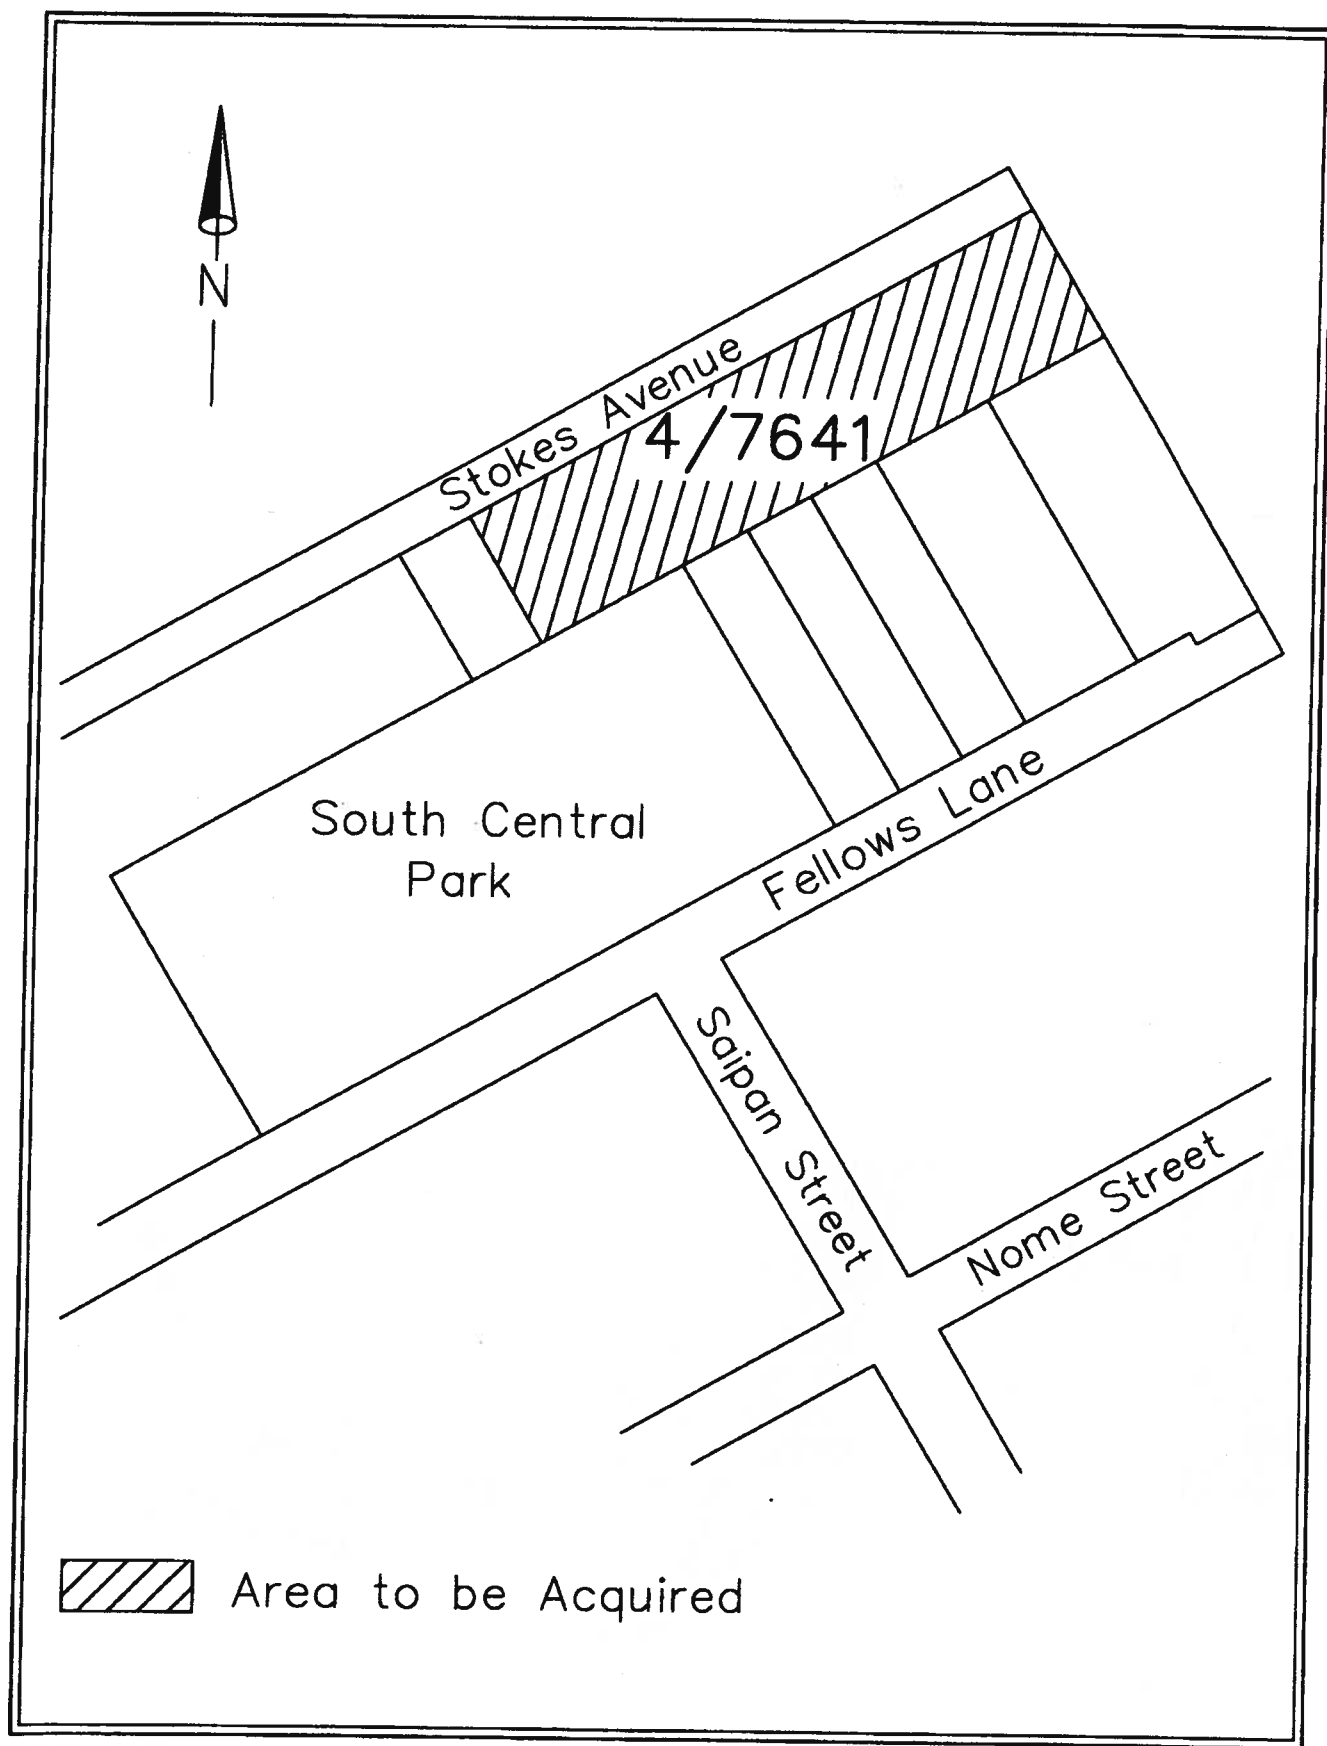 N
Stokes Avenue
4/7641
South Central
Park
Fellows Lane
Saipan Street
Nome Street
Area to be Acquired